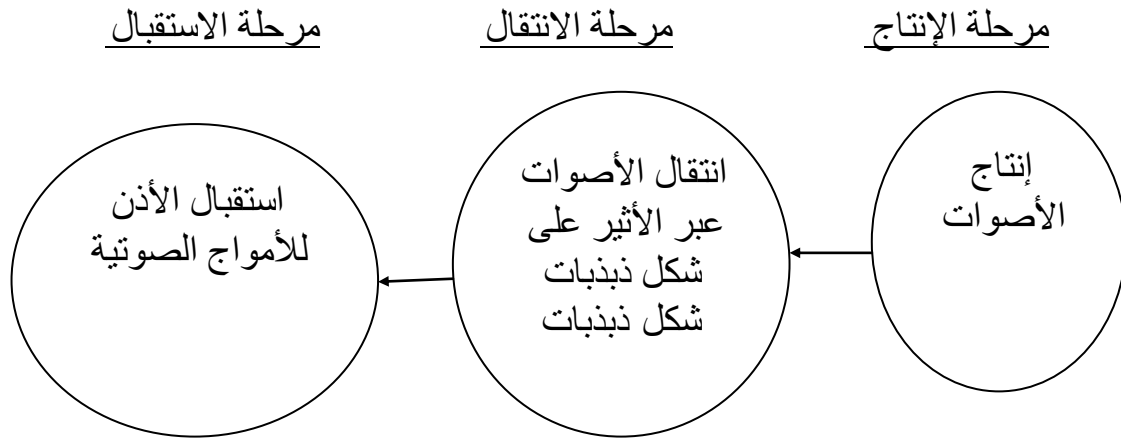 مرحلة الإنتاج
مرحلة الانتقال
مرحلة الاستقبال
إنتاج
الأصوات
انتقال الأصوات
عبر الأثير على
شكل ذبذبات
شكل ذبذبات
استقبال الأذن
للأمواج الصوتية